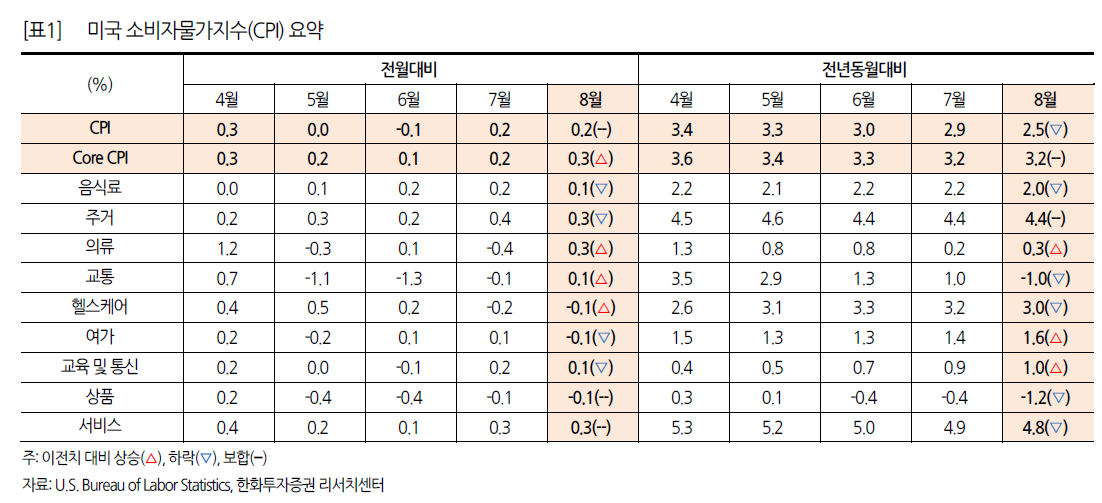 [표1] 미국 소비자물가지수(CPI) 요약
(%) 전월대비 전년동월대비
4월 5월 6월 7월 8월 4월 5월 6월 7월 8월
CPI 0.3 0.0 -0.1 0.2 0.2(--) 3.4 3.3 3.0 2.9 2.5(▽)
Core CPI 0.3 0.2 0.1 0.2 0.3(△) 3.6 3.4 3.3 3.2 3.2(--)
음식료 0.0 0.1 0.2 0.2 0.1(▽) 2.2 2.1 2.2 2.2 2.0(▽)
주거 0.2 0.3 0.2 0.4 0.3(▽) 4.5 4.6 4.4 4.4 4.4(--)
의류 1.2 -0.3 0.1 -0.4 0.3(△) 1.3 0.8 0.8 0.2 0.3(△)
교통 0.7 -1.1 -1.3 -0.1 0.1(△) 3.5 2.9 1.3 1.0 -1.0(▽)
헬스케어 0.4 0.5 0.2 -0.2 -0.1(△) 2.6 3.1 3.3 3.2 3.0(▽)
여가 0.2 -0.2 0.1 0.1 -0.1(▽) 1.5 1.3 1.3 1.4 1.6(△)
교육 및 통신 0.2 0.0 -0.1 0.2 0.1(▽) 0.4 0.5 0.7 0.9 1.0(△)
상품 0.2 -0.4 -0.4 -0.1 -0.1(--) 0.3 0.1 -0.4 -0.4 -1.2(▽)
서비스 0.4 0.2 0.1 0.3 0.3(--) 5.3 5.2 5.0 4.9 4.8(▽)
주: 이전치 대비 상승(△), 하락(▽), 보합(--)
자료: U.S. Bureau of Labor Statistics, 한화투자증권 리서치센터